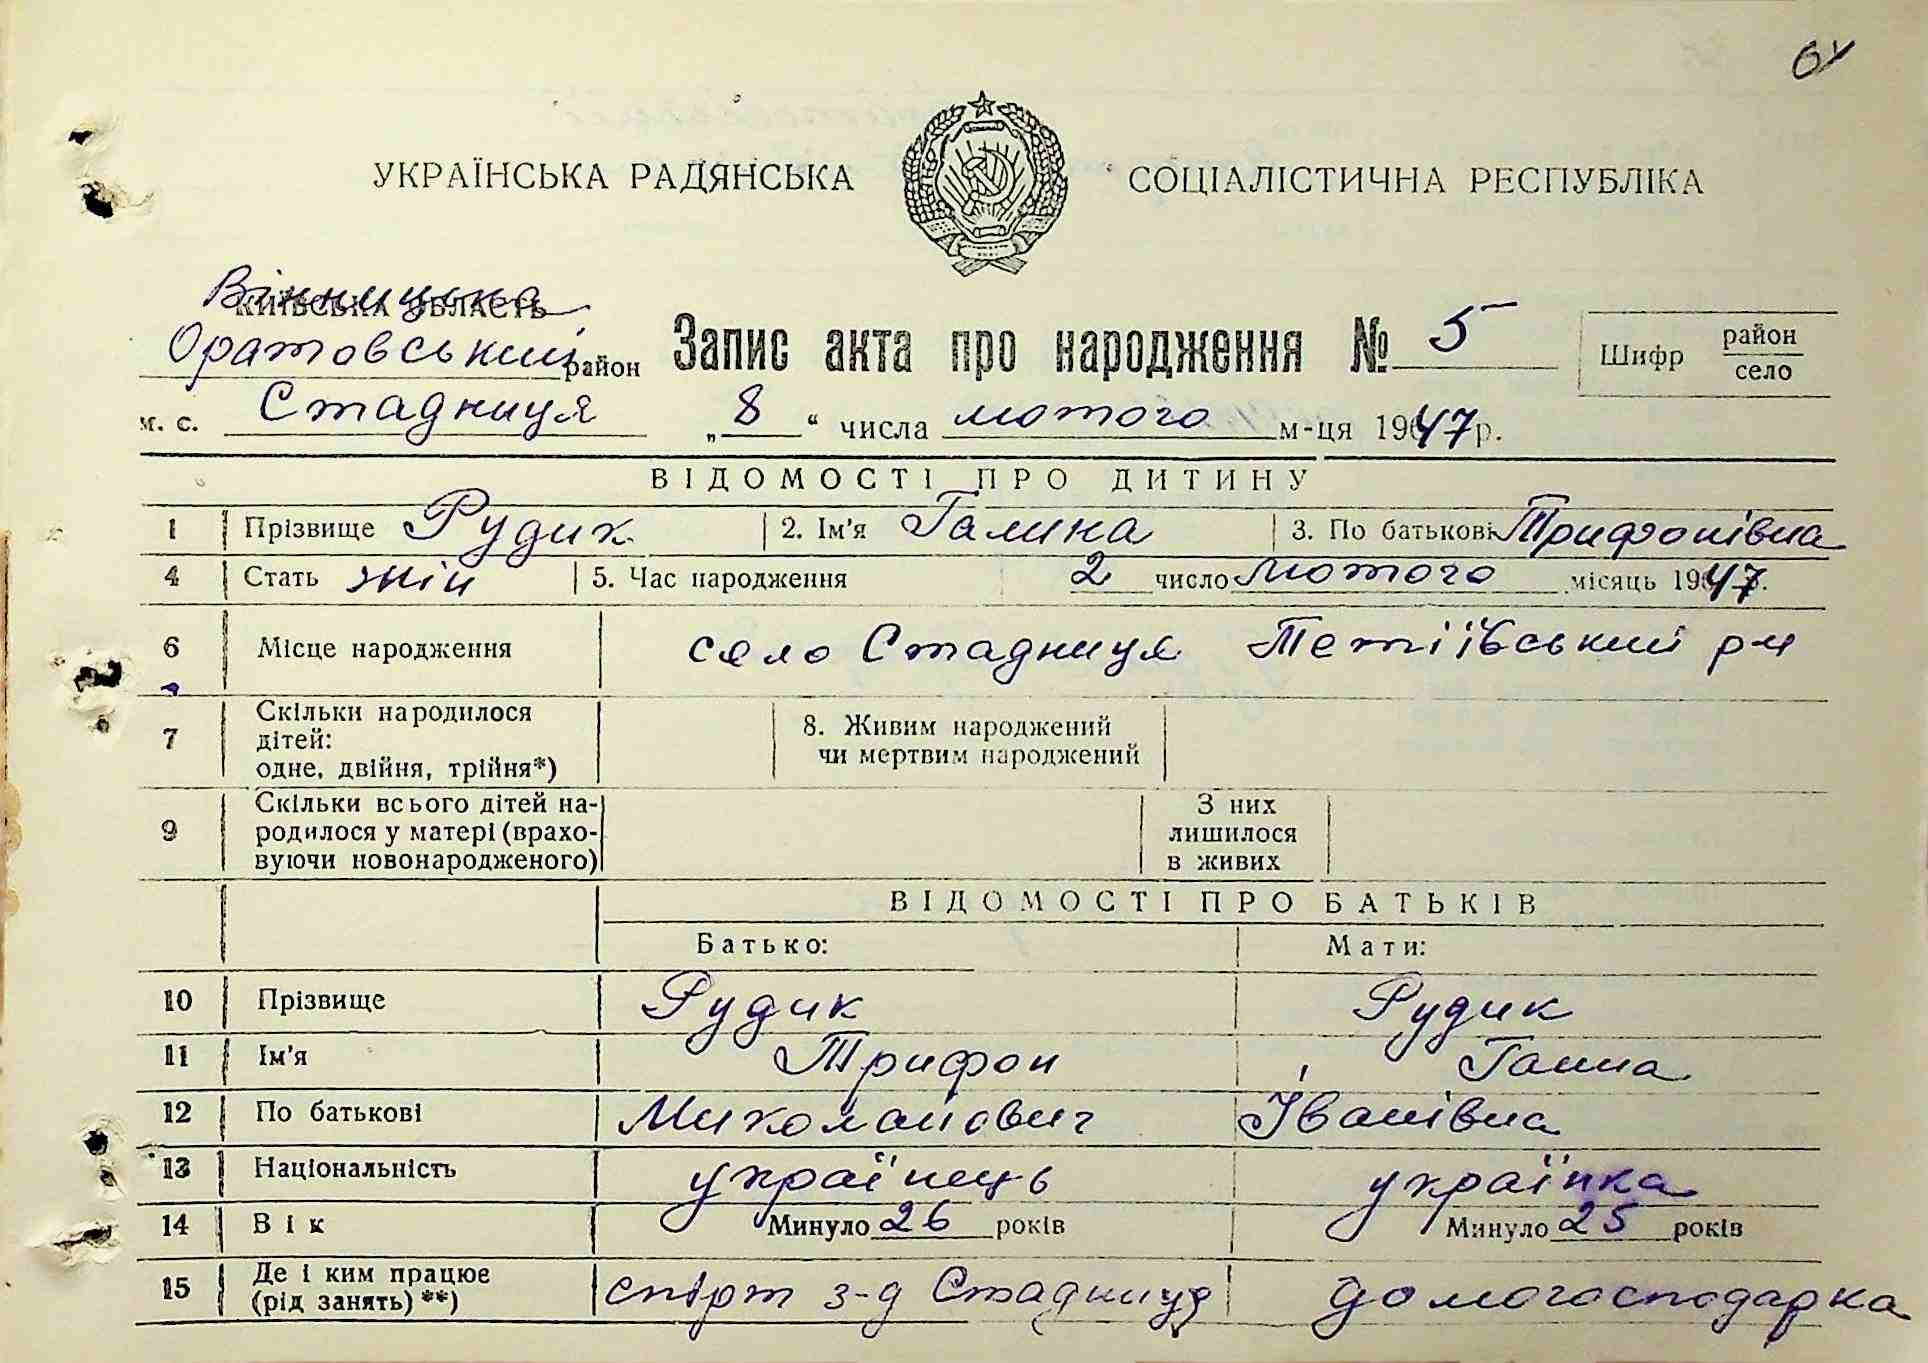 64
УКРАЇНСЬКА РАДЯНСЬКА СОЦІАЛІСТИЧНА РЕСПУБЛІКА
Вінницька
КИЇВСЬКА ОБЛАСТЬ
Оратовський район Запис акта про народження № 5 Шифр район село
м. с. Стадниця „8“ числа лютого м-ця 1947 р.
ВІДОМОСТІ ПРО ДИТИНУ
1 Прізвище Рудик 2. Ім'я Галина 3. По батькові Трифонівна
4 Стать жін 5. Час народження 2 число лютого місяць 1947 р.
6 Місце народження село Стадниця Тетіївський рн
7 Скільки народилося дітей: одне, двійня, трійня*) 8. Живим народжений чи мертвим народжений
9 Скільки всього дітей на-
родилося у матері (врахо-
вуючи новонародженого) З них лишилося в живих
ВІДОМОСТІ ПРО БАТЬКІВ
Батько: Мати:
10 Прізвище Рудик Рудик
11 Ім'я Трифон Ганна
12 По батькові Миколайович Іванівна
13 Національність українець українка
14 Вік Минуло 26 років Минуло 25 років
15 Де і ким працює (рід занять) **) спірт з-д Стадниця домогосподарка